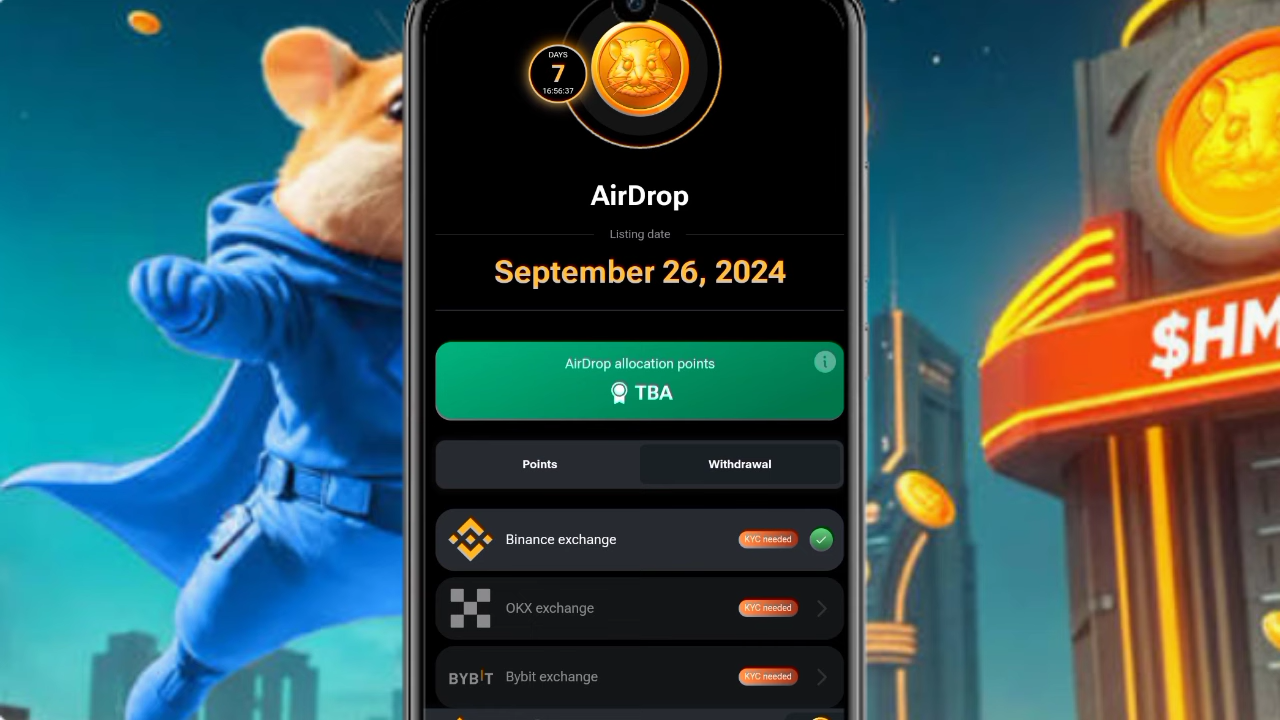 DAYS
7
16:56:37
AirDrop
Listing date
September 26, 2024
AirDrop allocation points
TBA
Points
Withdrawal
Binance exchange
KYC needed
OKX exchange
KYC needed
BYBIT
Bybit exchange
KYC needed
$HM